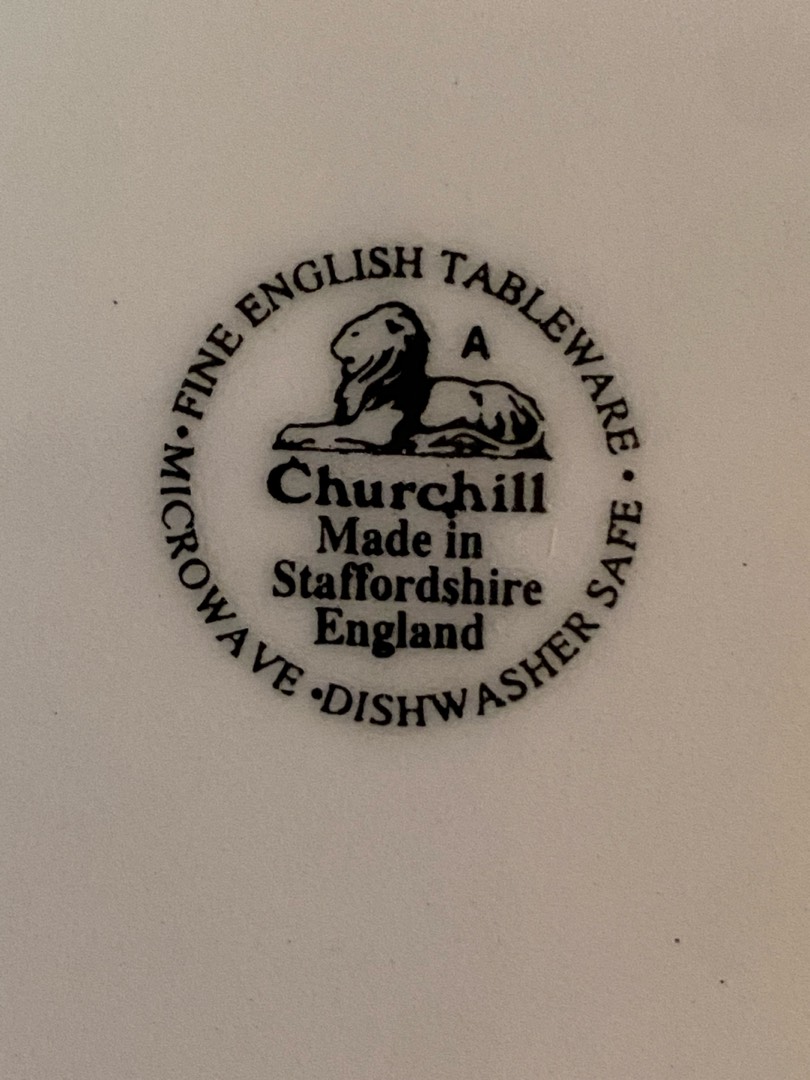 • FINE ENGLISH TABLEWARE •
A
Churchill
Made in
Staffordshire
England
MICROWAVE • DISHWASHER SAFE